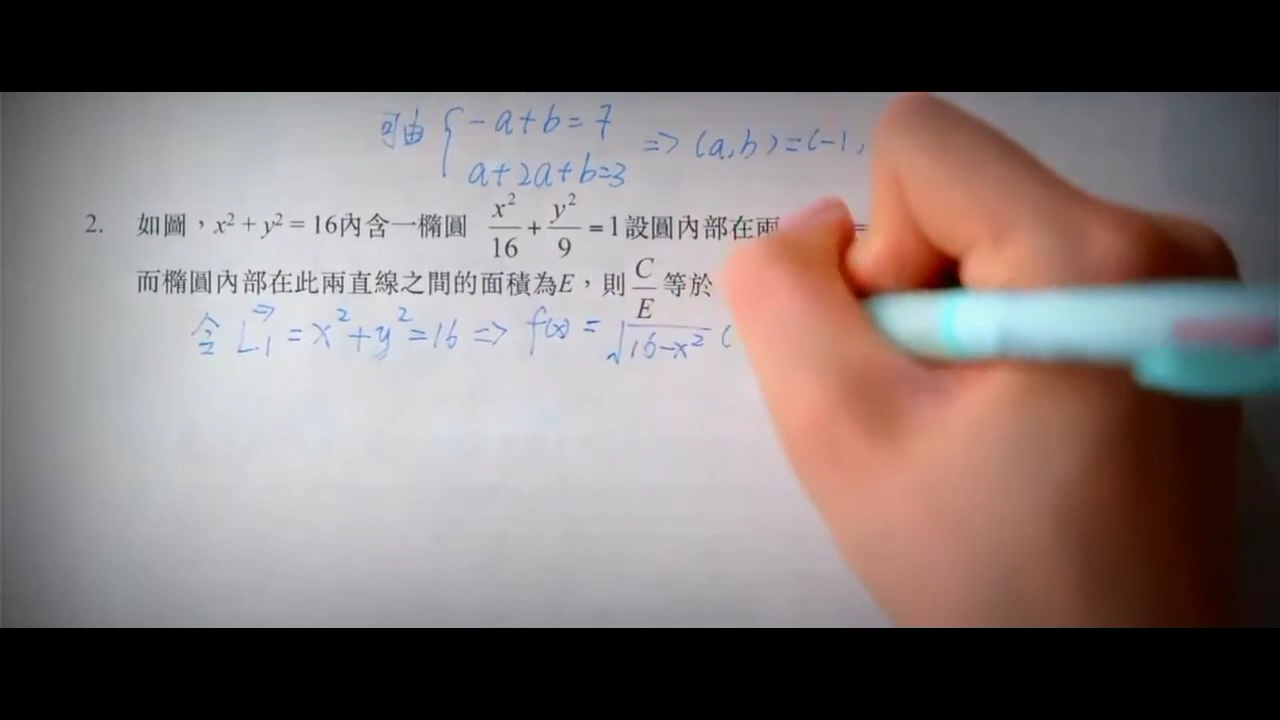 可由 { -a+b=7
a+2a+b=3 => (a,b)=(-1,
2. 如圖，x² + y² = 16內含一橢圓 x²/16 + y²/9 = 1設圓內部在兩 =
而橢圓內部在此兩直線之間的面積為E，則 C/E 等於
令 L₁ = x²+y²=16 => f(x) = √16-x² (